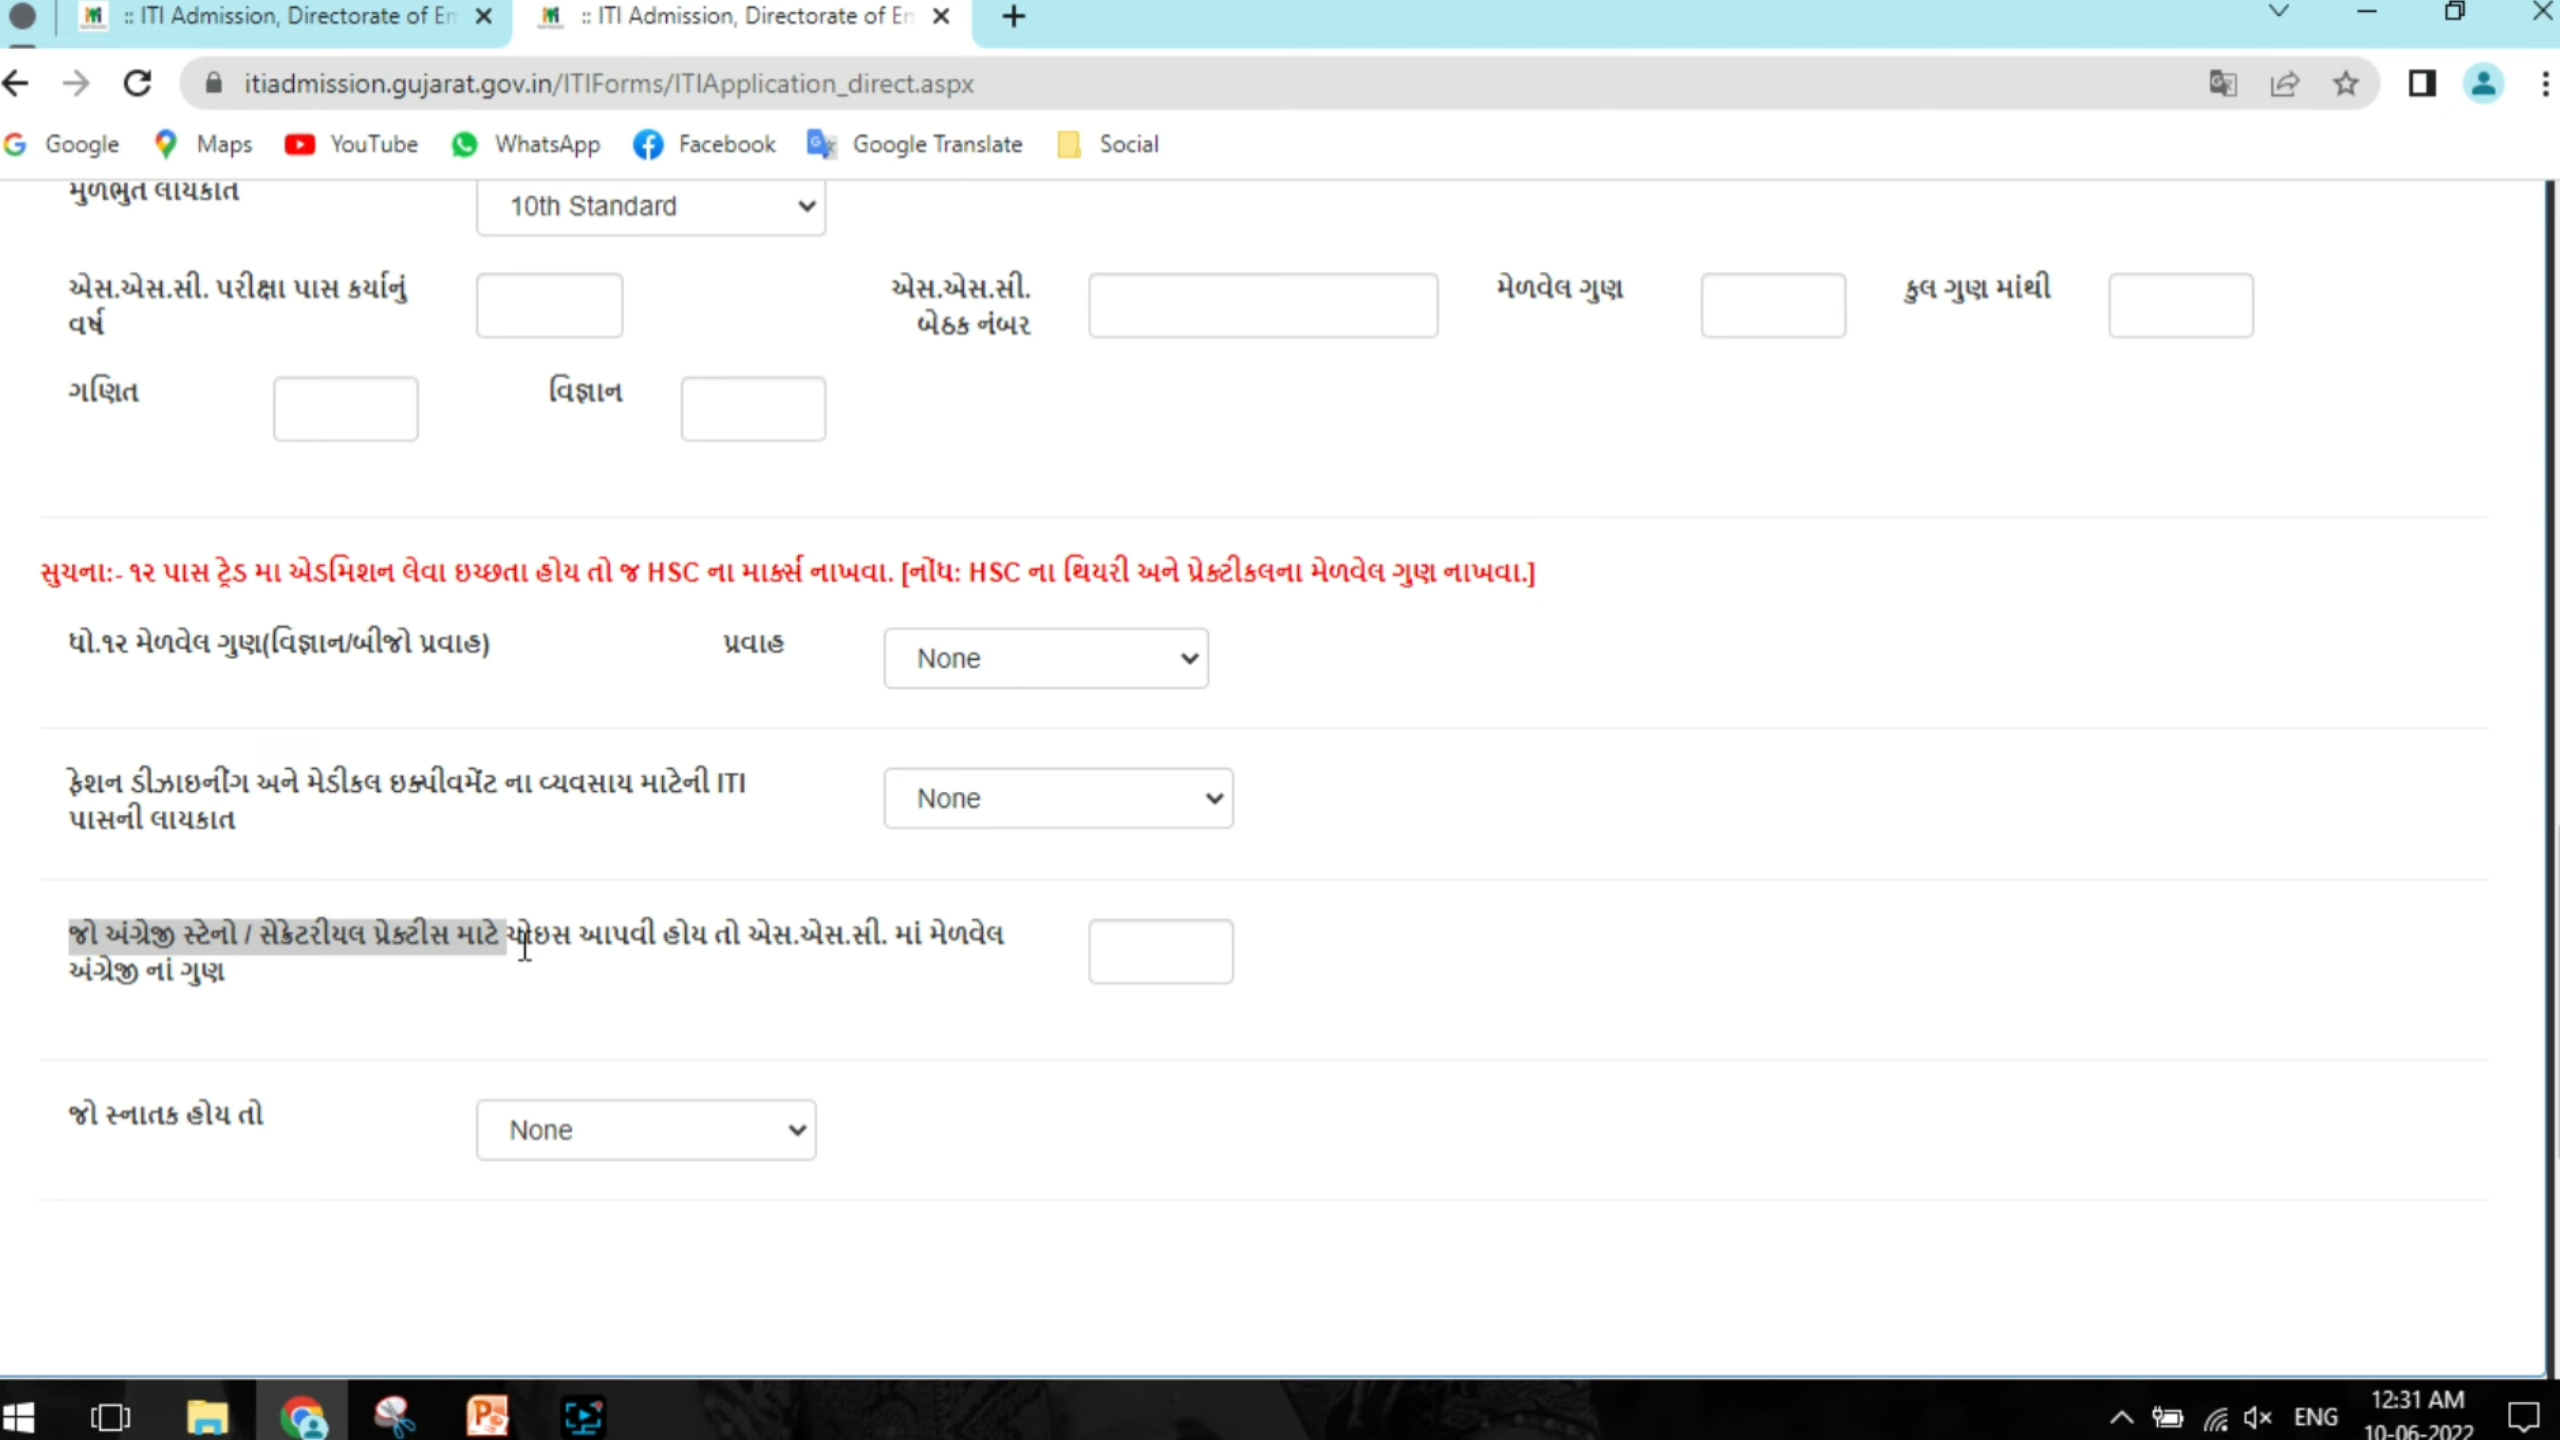 :: ITI Admission, Directorate of Em
:: ITI Admission, Directorate of Em
itiadmission.gujarat.gov.in/ITIForms/ITIApplication_direct.aspx
Google Maps YouTube WhatsApp Facebook Google Translate Social
મુળભુત લાયકાત 10th Standard
એસ.એસ.સી. પરીક્ષા પાસ કર્યાનું એસ.એસ.સી. મેળવેલ ગુણ કુલ ગુણ માંથી
વર્ષ બેઠક નંબર
ગણિત વિજ્ઞાન
સુચના:- ૧૨ પાસ ટ્રેડ મા એડમિશન લેવા ઇચ્છતા હોય તો જ HSC ના માર્ક્સ નાખવા. [નોંધ: HSC ના થિયરી અને પ્રેક્ટીકલના મેળવેલ ગુણ નાખવા.]
ધો.૧૨ મેળવેલ ગુણ(વિજ્ઞાન/બીજો પ્રવાહ) પ્રવાહ None
ફેશન ડીઝાઇનીંગ અને મેડીકલ ઇક્પીવમેંટ ના વ્યવસાય માટેની ITI None
પાસની લાયકાત
જો અંગ્રેજી સ્ટેનો / સેક્રેટરીયલ પ્રેક્ટીસ માટે ચોઇસ આપવી હોય તો એસ.એસ.સી. માં મેળવેલ
અંગ્રેજી નાં ગુણ
જો સ્નાતક હોય તો None
ENG 12:31 AM
10-06-2022